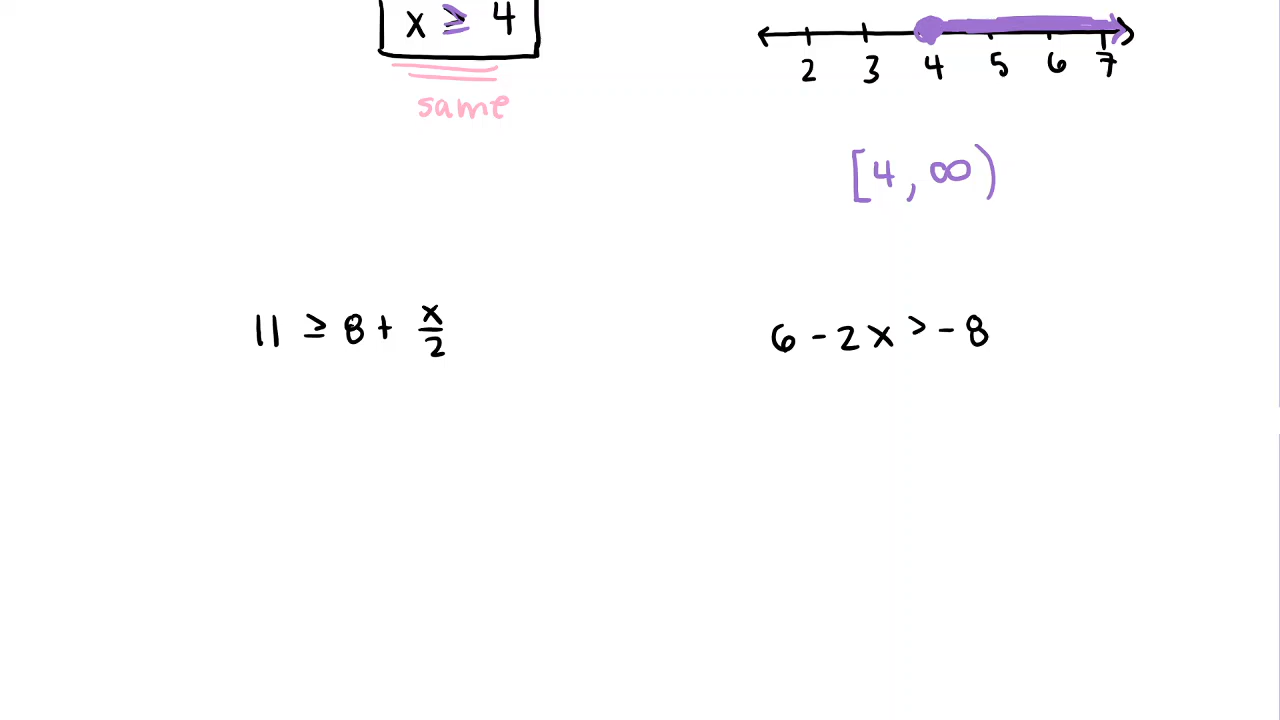 x ≥ 4
same
2 3 4 5 6 7
[4, ∞)
11 ≥ 8 + x/2
6 - 2x > -8